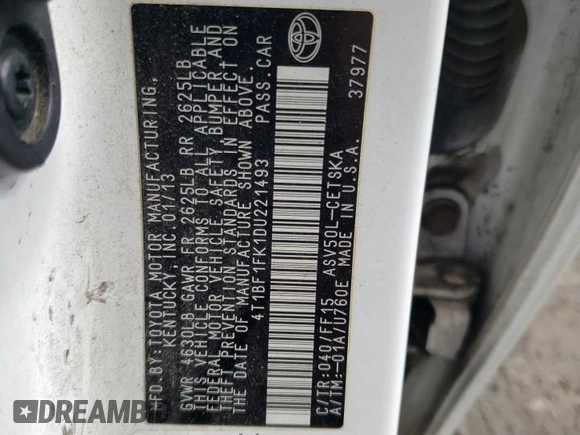 MFD BY: TOYOTA MOTOR MANUFACTURING,
KENTUCKY, INC. 01/13
GVWR 4630LB GAWR FR 2625LB RR 2625LB
THIS VEHICLE CONFORMS TO ALL APPLICABLE
FEDERAL MOTOR VEHICLE SAFETY, BUMPER, AND
THEFT PREVENTION STANDARDS IN EFFECT ON
THE DATE OF MANUFACTURE SHOWN ABOVE.
4T1BF1FK1DU221493 PASS. CAR
C/TR: 040/FF15 ASV50L-CETSKA
A/TM: -01A/U760E MADE IN U.S.A.
37977
DREAMBID